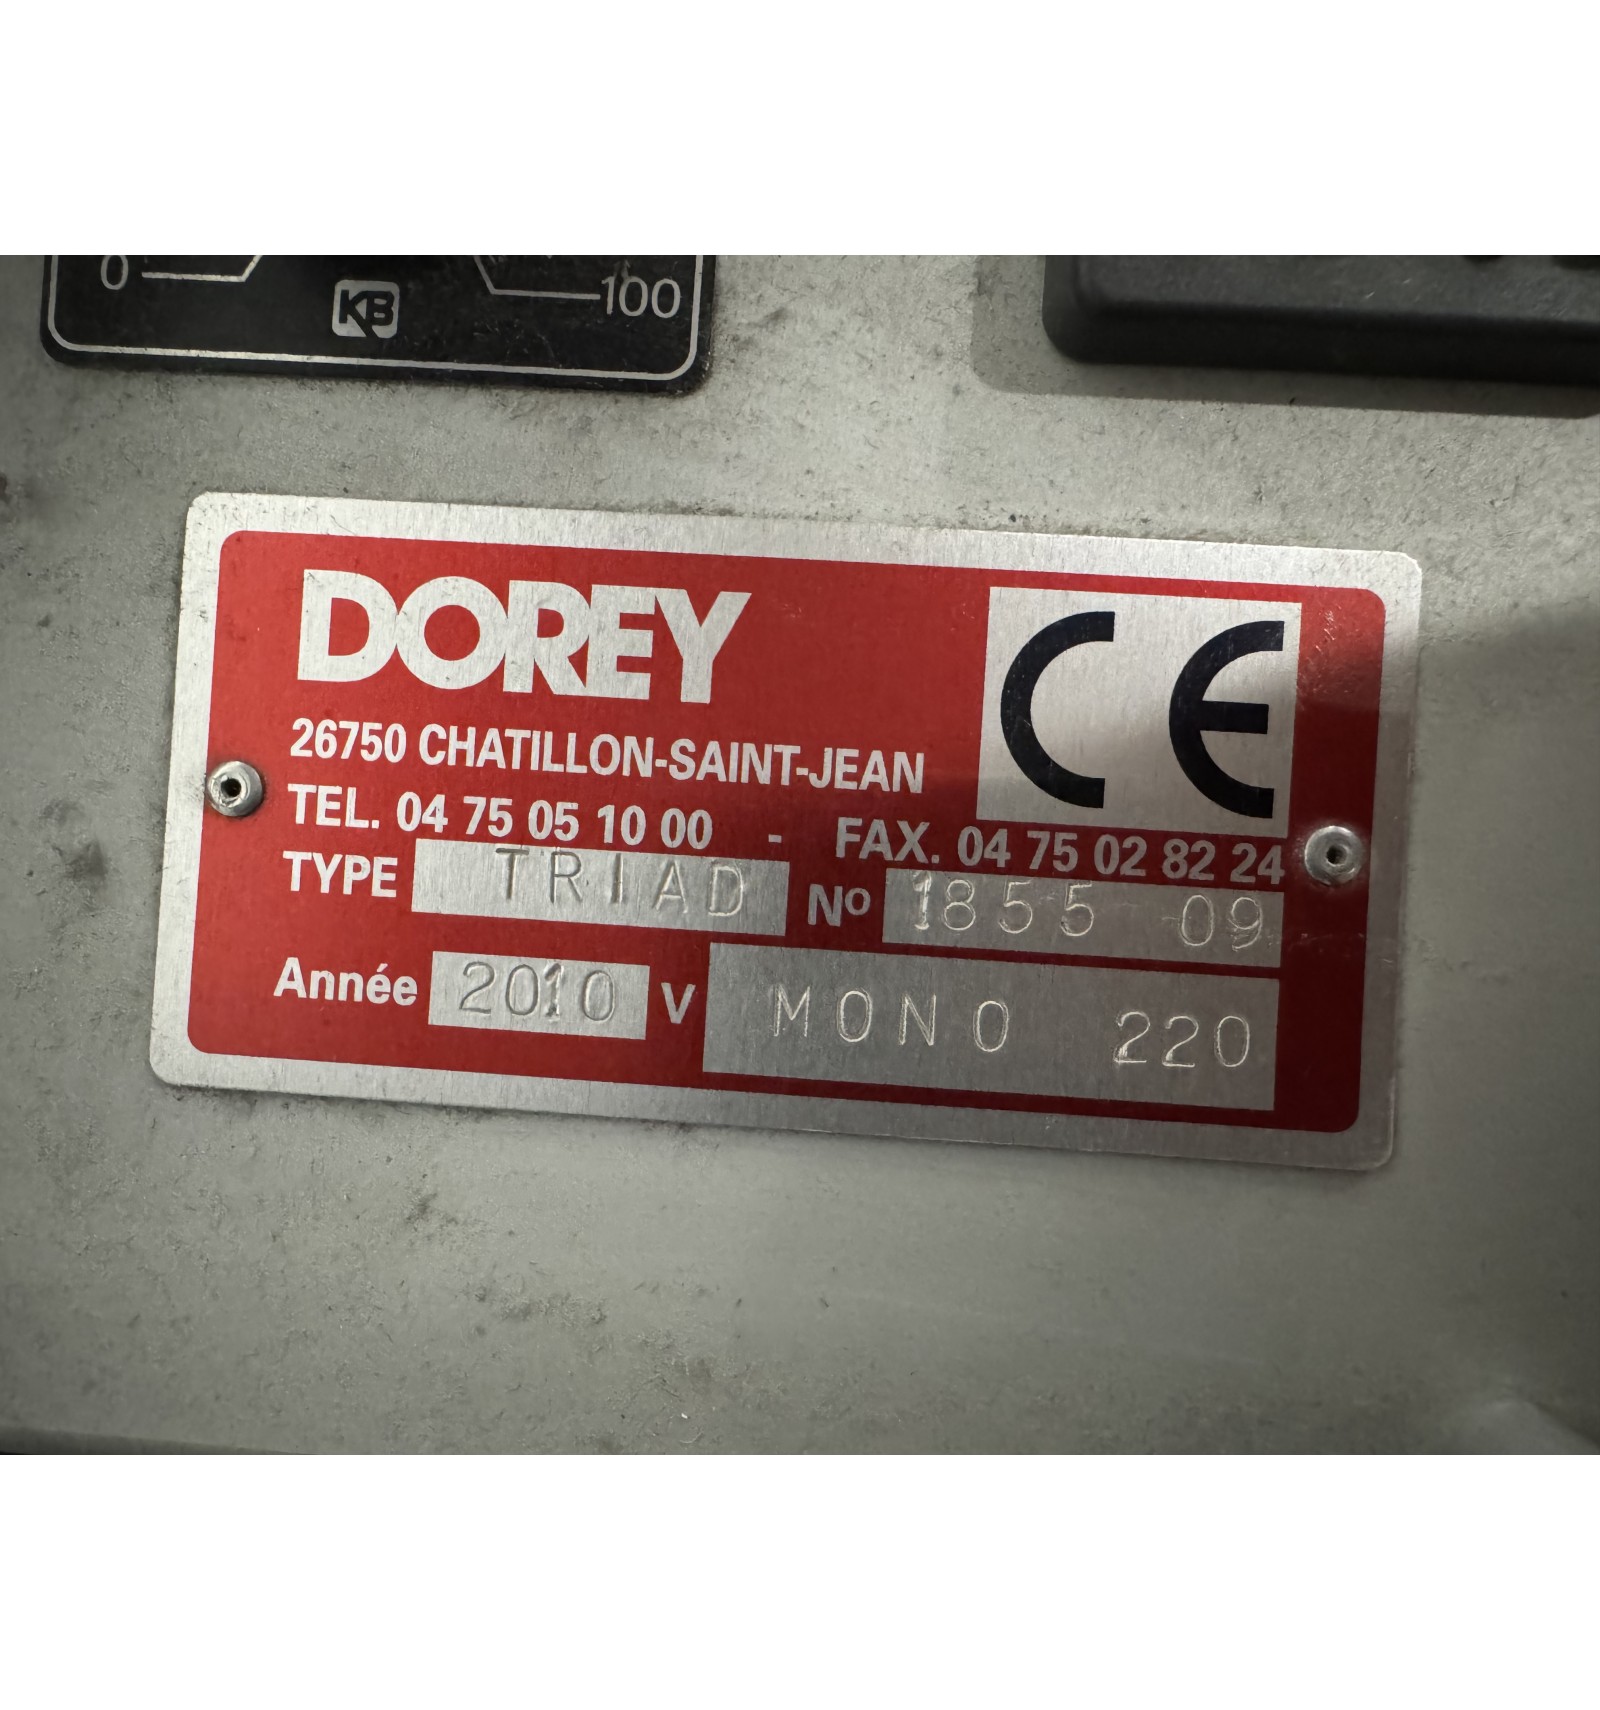 0 100
KB
DOREY
CE
26750 CHATILLON-SAINT-JEAN
TEL. 04 75 05 10 00 - FAX. 04 75 02 82 24
TYPE TRIAD No 1855 09
Année 2010 V MONO 220